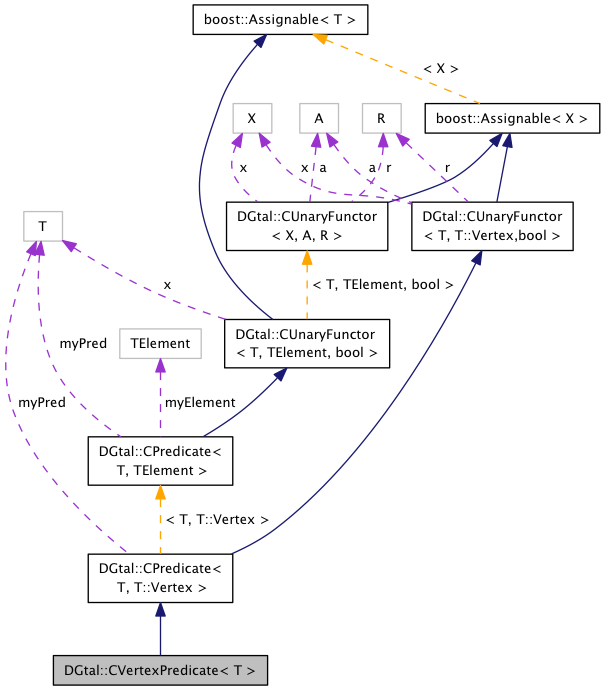 boost::Assignable< T >
< X >
X
A
R
boost::Assignable< X >
x
x
a
a
r
r
DGtal::CUnaryFunctor
< X, A, R >
DGtal::CUnaryFunctor
< T, T::Vertex,bool >
T
x
< T, TElement, bool >
DGtal::CUnaryFunctor
< T, TElement, bool >
TElement
myPred
myPred
myElement
DGtal::CPredicate<
T, TElement >
< T, T::Vertex >
DGtal::CPredicate<
T, T::Vertex >
DGtal::CVertexPredicate< T >